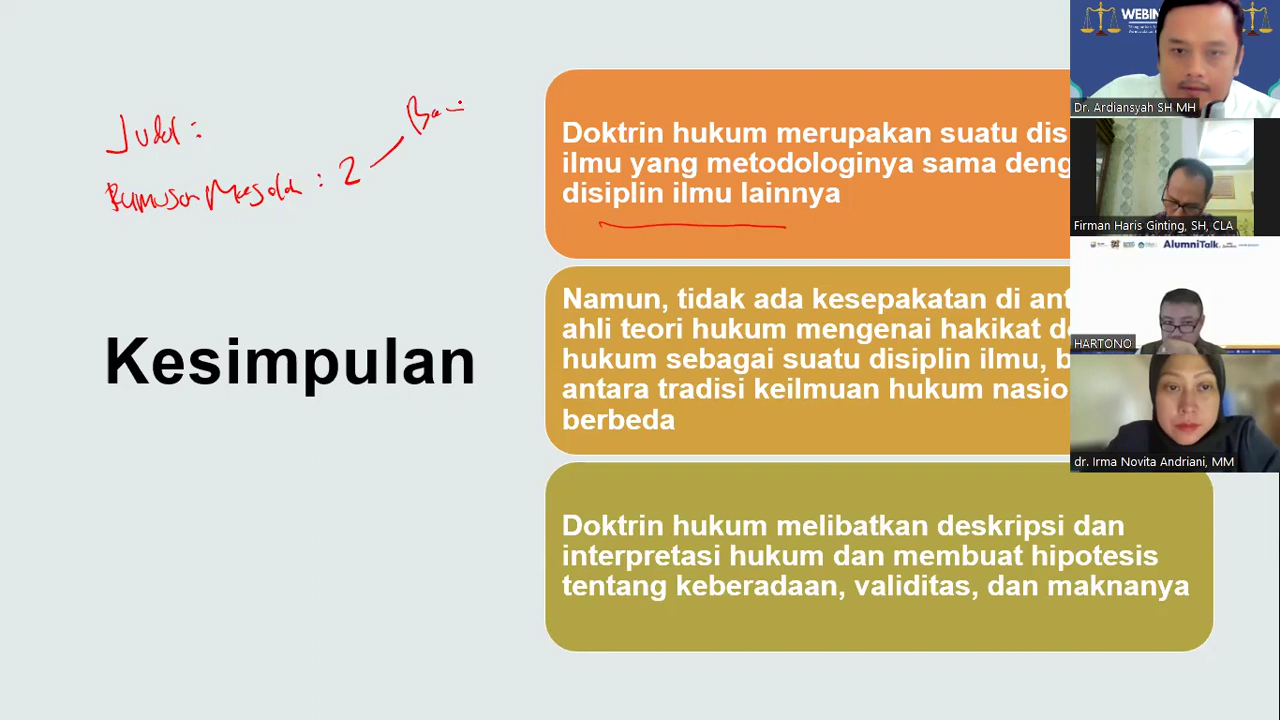 Judul :
Rumusan Masalah : 2
Kesimpulan
Doktrin hukum merupakan suatu dis
ilmu yang metodologinya sama deng
disiplin ilmu lainnya
Namun, tidak ada kesepakatan di ant
ahli teori hukum mengenai hakikat d
hukum sebagai suatu disiplin ilmu, b
antara tradisi keilmuan hukum nasio
berbeda
Doktrin hukum melibatkan deskripsi dan
interpretasi hukum dan membuat hipotesis
tentang keberadaan, validitas, dan maknanya
WEBIN
Dr. Ardiansyah SH MH
Firman Haris Ginting, SH, CLA
AlumniTalk
HARTONO
dr. Irma Novita Andriani, MM